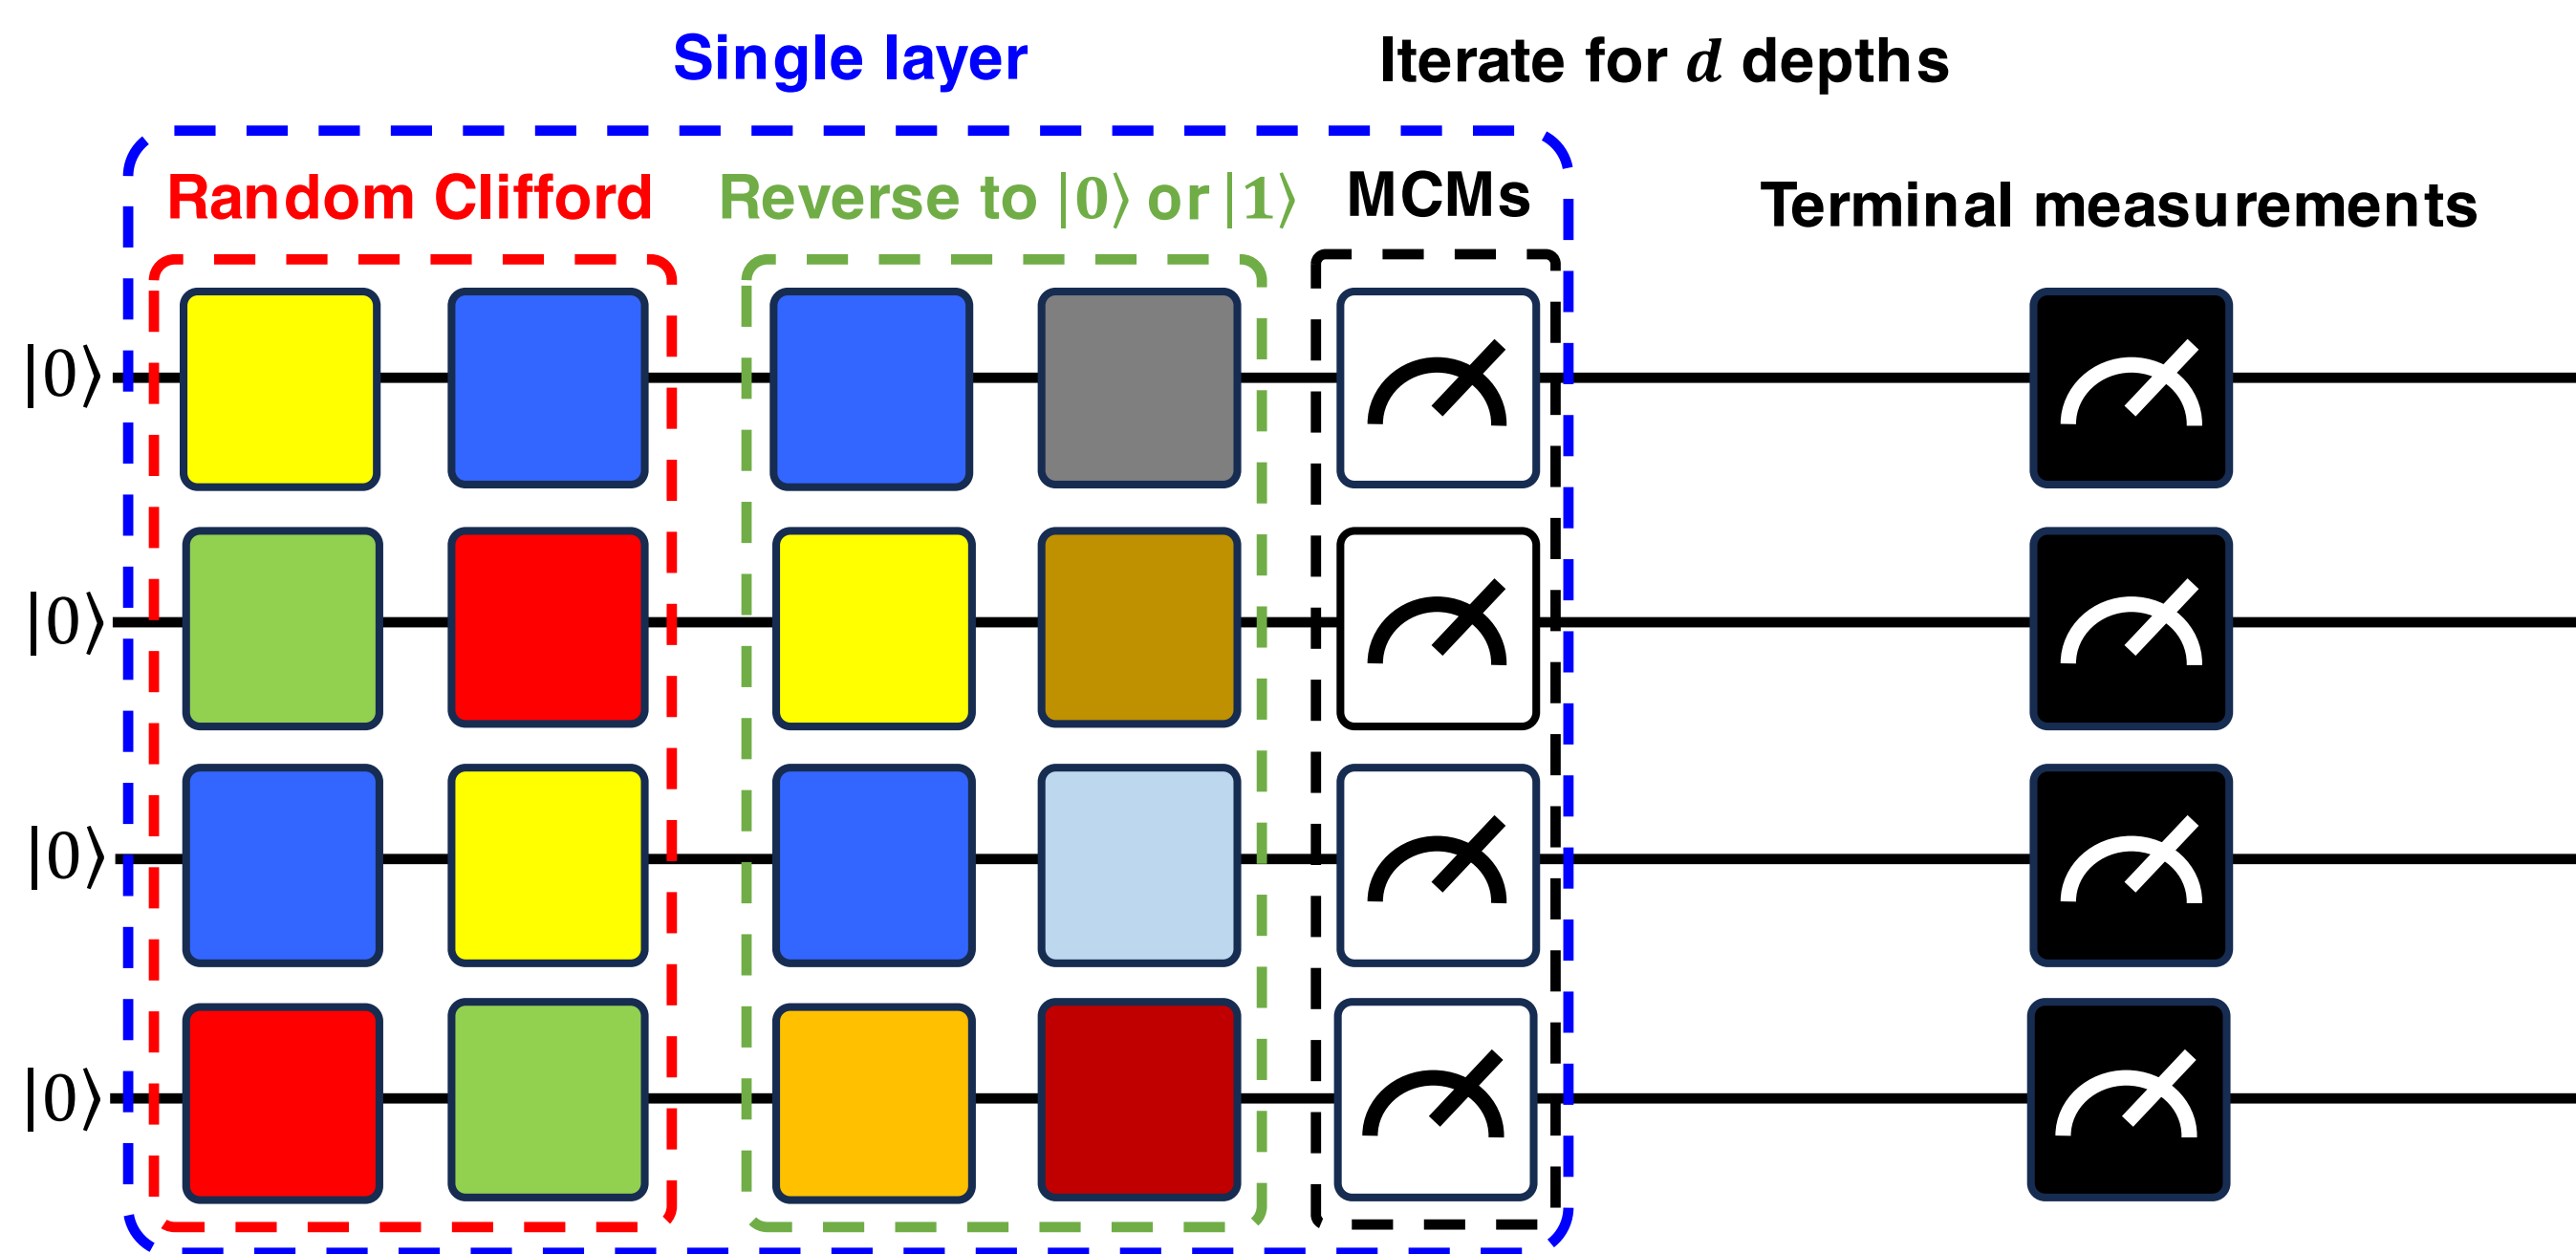 Single layer
Iterate for d depths
Random Clifford
Reverse to |0⟩ or |1⟩
MCMs
Terminal measurements
|0⟩
|0⟩
|0⟩
|0⟩